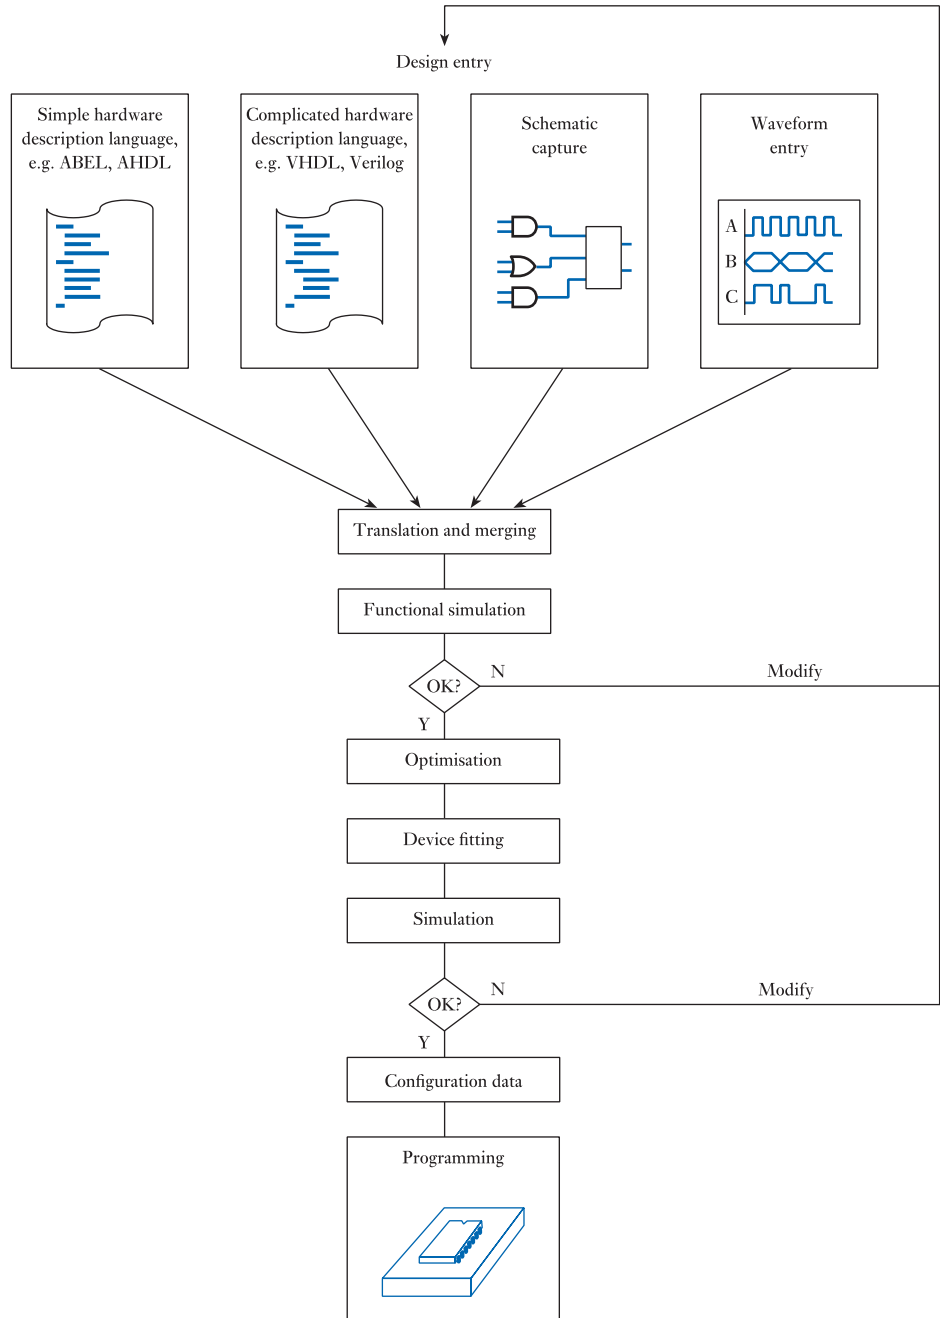 Design entry
Simple hardware
description language,
e.g. ABEL, AHDL
Complicated hardware
description language,
e.g. VHDL, Verilog
Schematic
capture
Waveform
entry
A
B
C
Translation and merging
Functional simulation
OK?
N
Modify
Y
Optimisation
Device fitting
Simulation
OK?
N
Modify
Y
Configuration data
Programming